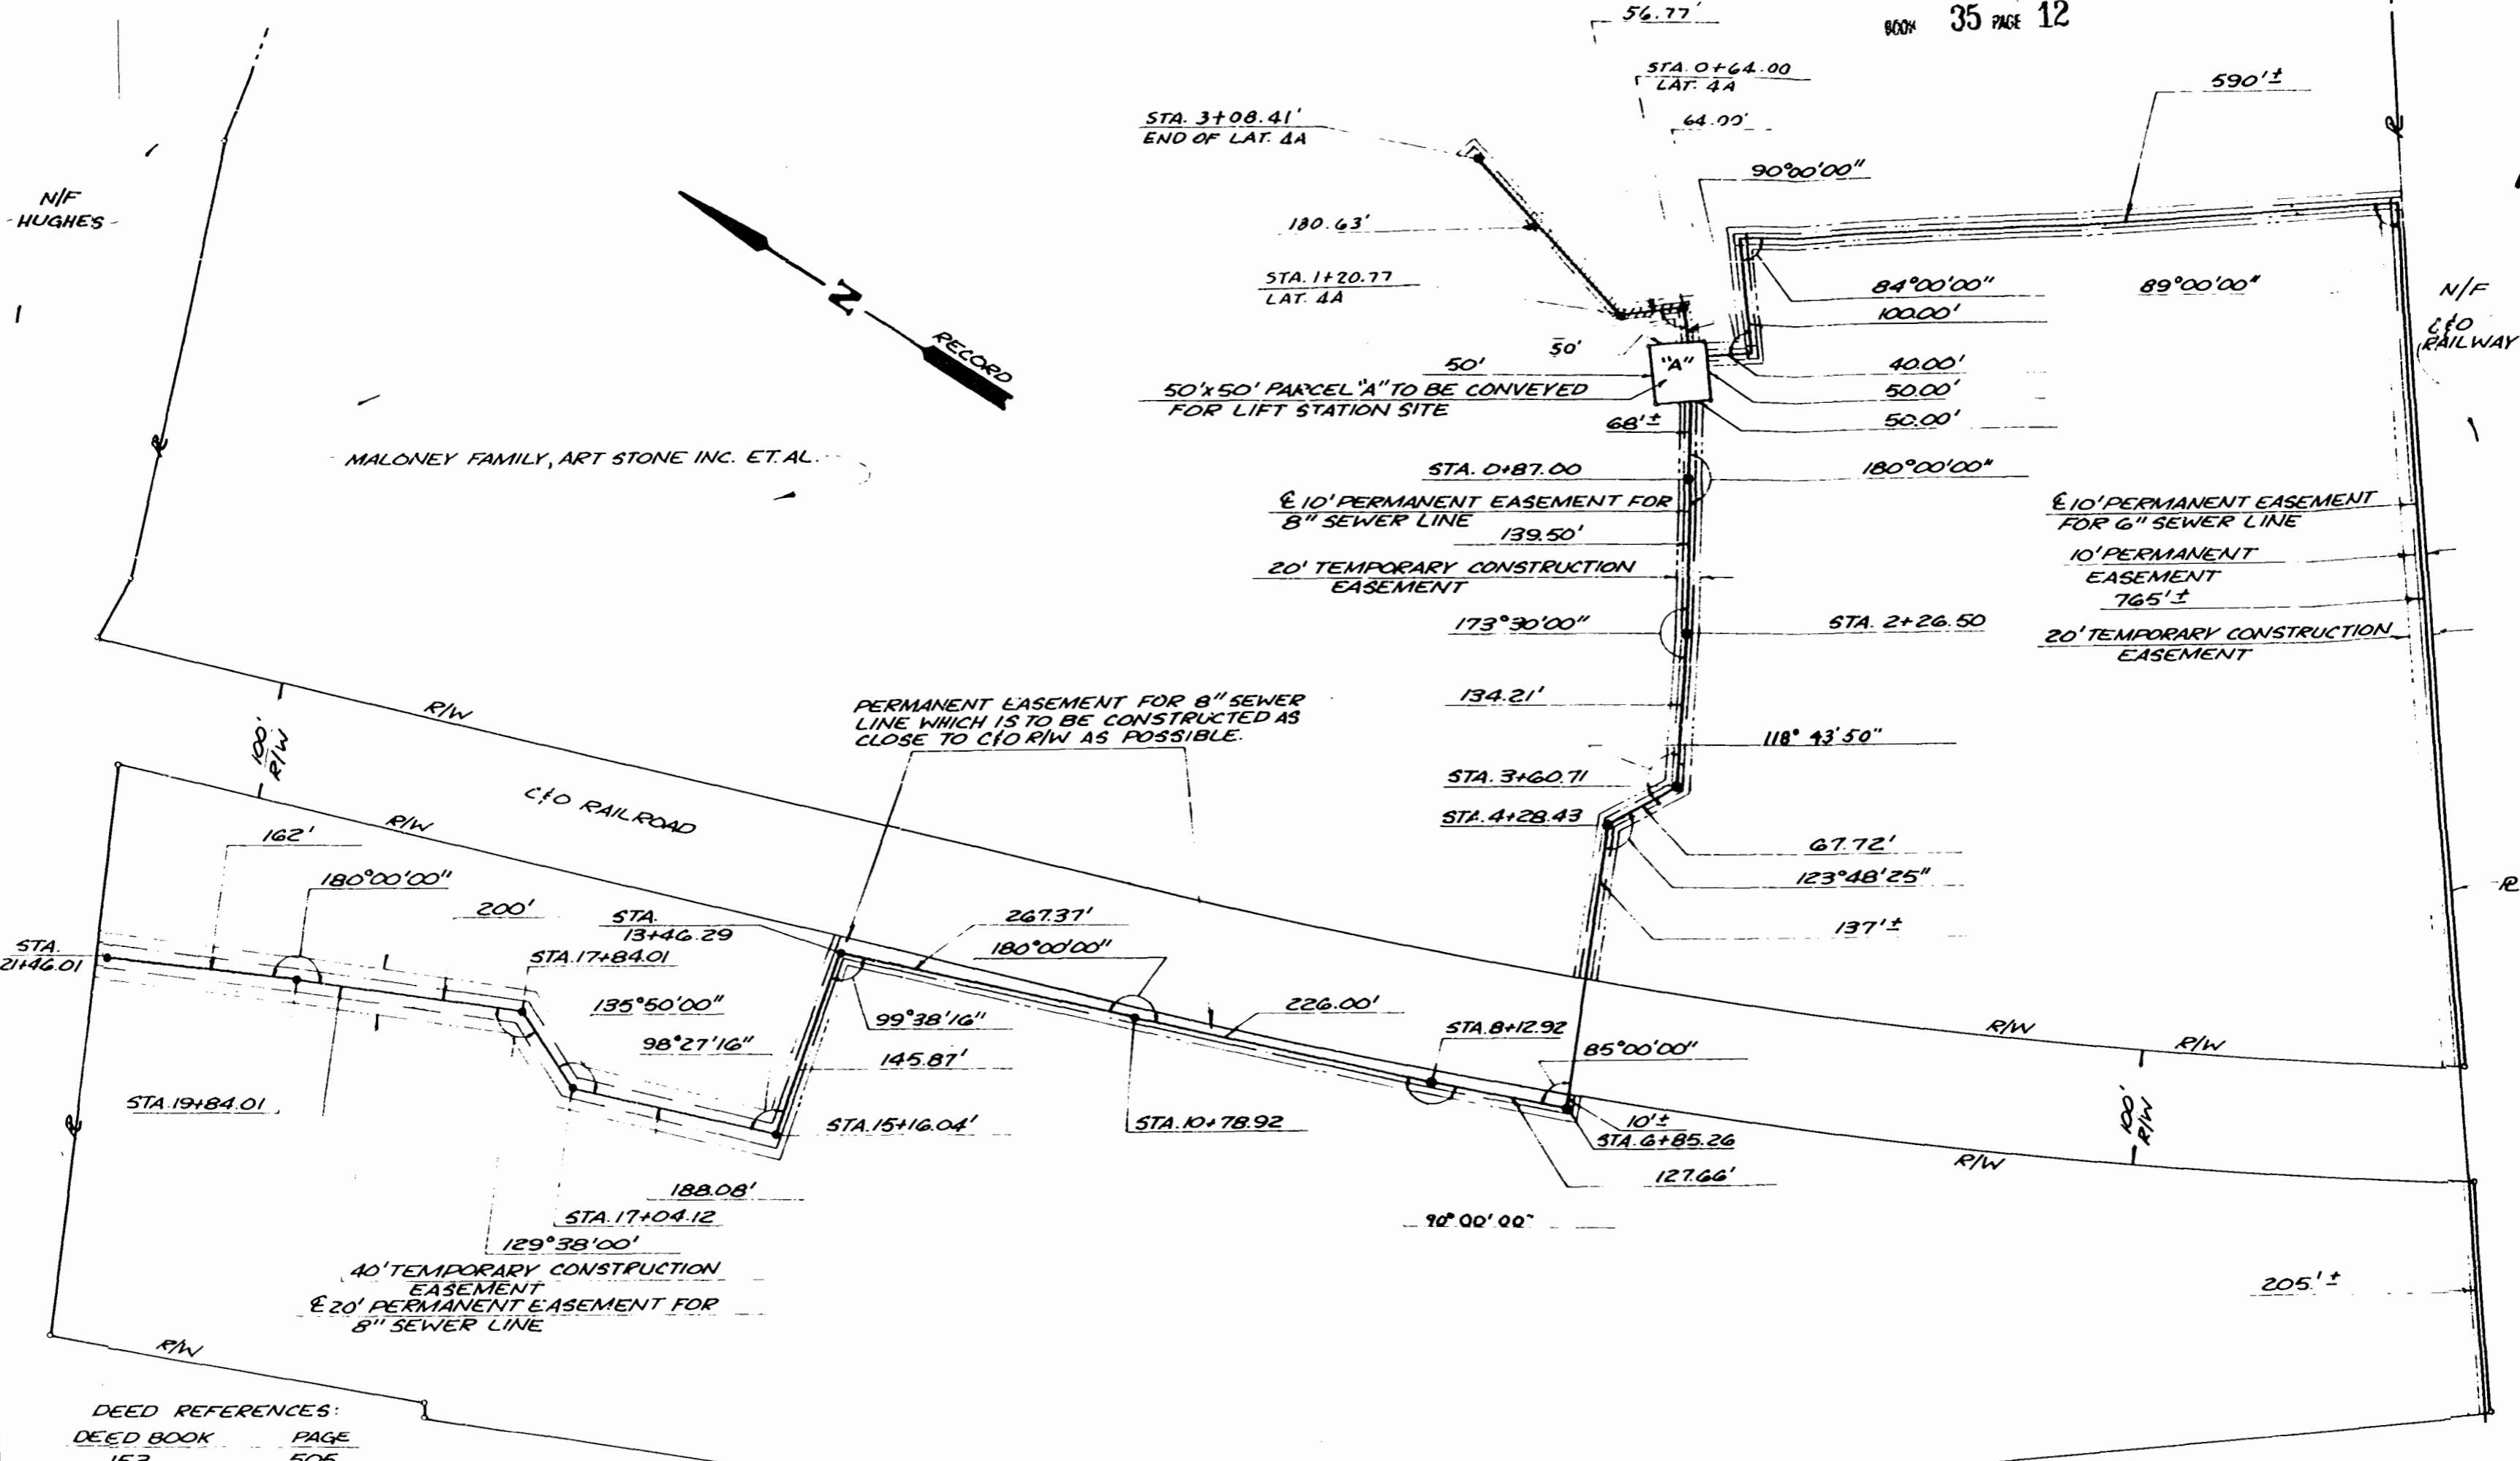 BOOK 35 PAGE 12
56.77'
STA. 0+64.00
LAT. 4A
64.00'
590'±
STA. 3+08.41'
END OF LAT. 4A
90°00'00"
180.63'
STA. 1+20.77
LAT. 4A
N/F
HUGHES
N
RECORD
84°00'00"
89°00'00"
100.00'
N/F
C&O
RAILWAY
50'
50'
"A"
40.00'
50'x50' PARCEL "A" TO BE CONVEYED
FOR LIFT STATION SITE
50.00'
50.00'
68'±
MALONEY FAMILY, ART STONE INC. ET. AL.
STA. 0+87.00
180°00'00"
℄ 10' PERMANENT EASEMENT FOR
8" SEWER LINE
139.50'
20' TEMPORARY CONSTRUCTION
EASEMENT
℄ 10' PERMANENT EASEMENT
FOR 6" SEWER LINE
10' PERMANENT
EASEMENT
765'±
20' TEMPORARY CONSTRUCTION
EASEMENT
173°30'00"
STA. 2+26.50
134.21'
118° 43' 50"
STA. 3+60.71
STA. 4+28.43
67.72'
123°48'25"
137'±
PERMANENT EASEMENT FOR 8" SEWER
LINE WHICH IS TO BE CONSTRUCTED AS
CLOSE TO C&O R/W AS POSSIBLE.
R/W
100'
R/W
C&O RAILROAD
R/W
162'
180°00'00"
200'
STA.
13+46.29
267.37'
180°00'00"
STA.
21+46.01
STA. 17+84.01
135°50'00"
98°27'16"
99°38'16"
145.87'
226.00'
STA. 8+12.92
85°00'00"
R/W
R/W
STA. 19+84.01
STA. 15+16.04'
STA. 10+78.92
10'±
STA. 6+85.26
127.66'
100'
R/W
R/W
188.08'
STA. 17+04.12
129°38'00'
90°00'00"
40' TEMPORARY CONSTRUCTION
EASEMENT
℄ 20' PERMANENT EASEMENT FOR
8" SEWER LINE
205.'±
R/W
DEED REFERENCES:
DEED BOOK PAGE